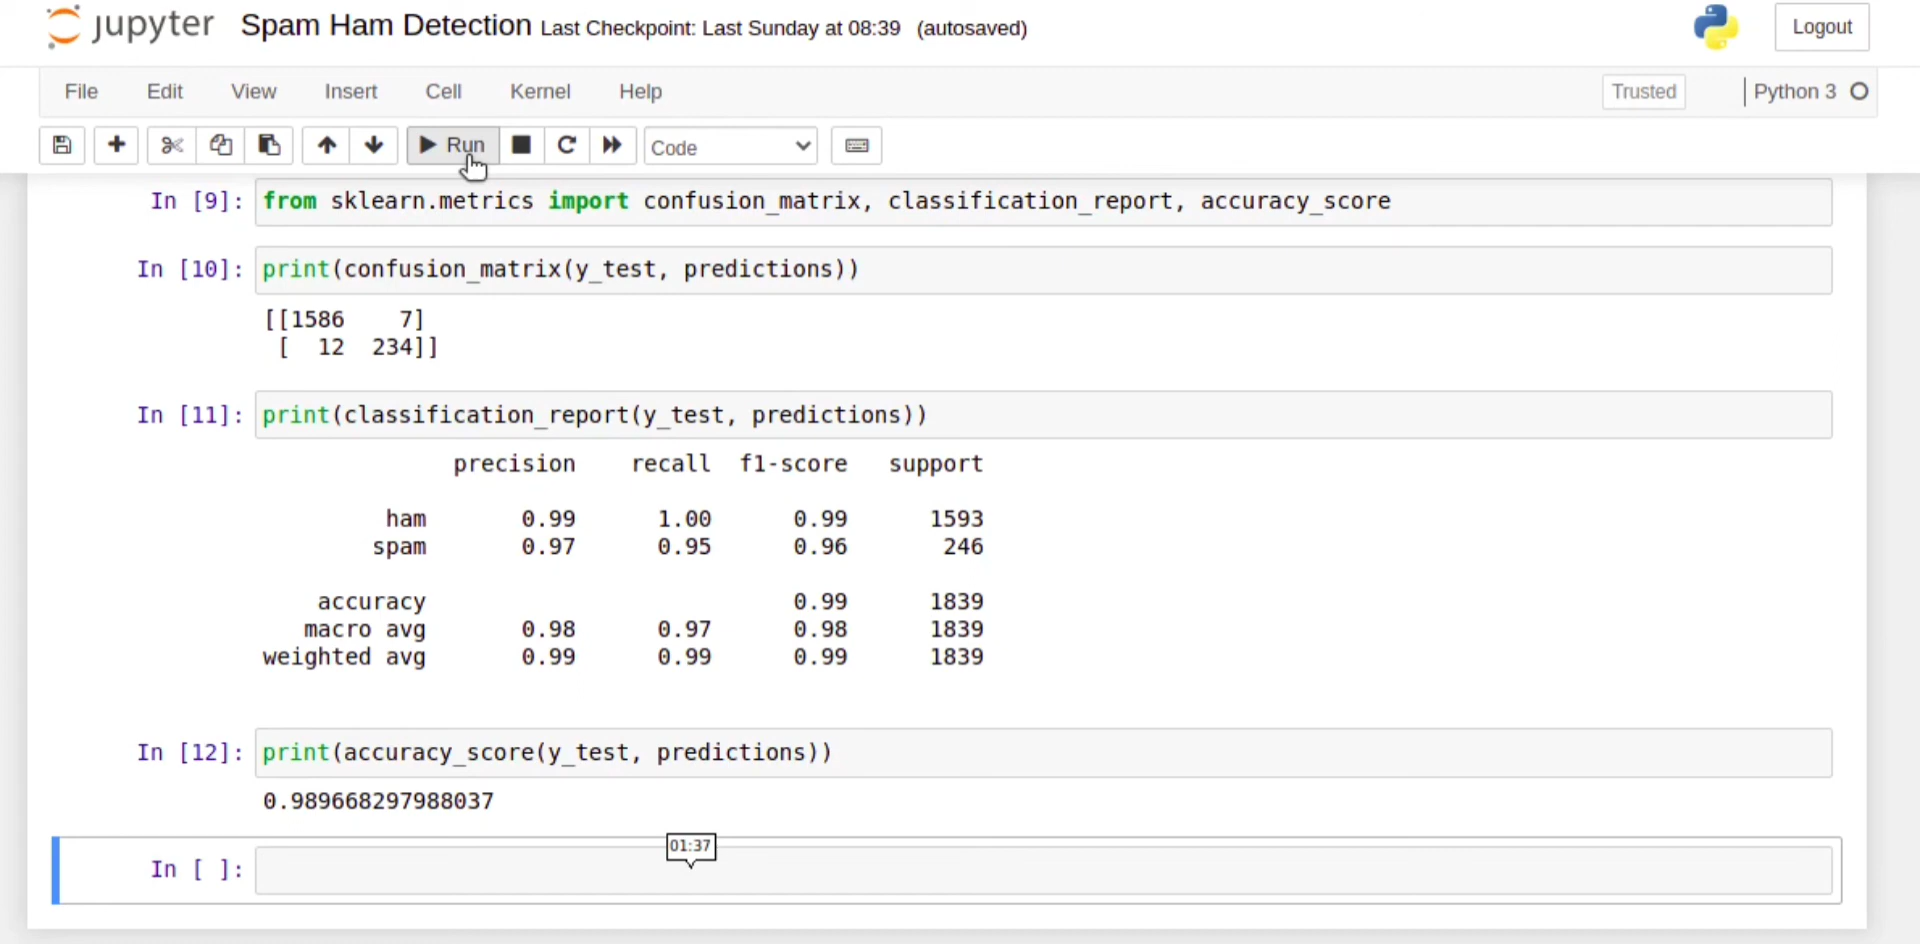 jupyter Spam Ham Detection Last Checkpoint: Last Sunday at 08:39 (autosaved) Logout
File Edit View Insert Cell Kernel Help Trusted Python 3
Run Code
In [9]: from sklearn.metrics import confusion_matrix, classification_report, accuracy_score
In [10]: print(confusion_matrix(y_test, predictions))
[[1586    7]
 [  12  234]]
In [11]: print(classification_report(y_test, predictions))
              precision    recall  f1-score   support
         ham       0.99      1.00      0.99      1593
        spam       0.97      0.95      0.96       246
    accuracy                           0.99      1839
   macro avg       0.98      0.97      0.98      1839
weighted avg       0.99      0.99      0.99      1839
In [12]: print(accuracy_score(y_test, predictions))
0.989668297988037
01:37
In [ ]: